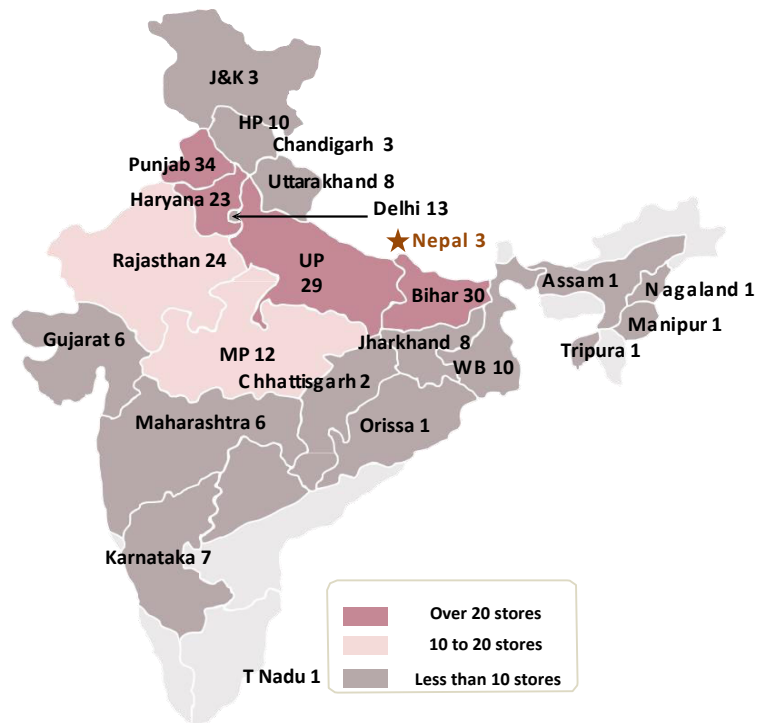 J&K 3
HP 10
Chandigarh 3
Punjab 34
Uttarakhand 8
Haryana 23
Delhi 13
Nepal 3
Rajasthan 24
UP
29
Bihar 30
Assam 1
Nagaland 1
Manipur 1
Tripura 1
Gujarat 6
MP 12
Jharkhand 8
WB 10
Chhattisgarh 2
Maharashtra 6
Orissa 1
Karnataka 7
T Nadu 1
Over 20 stores
10 to 20 stores
Less than 10 stores